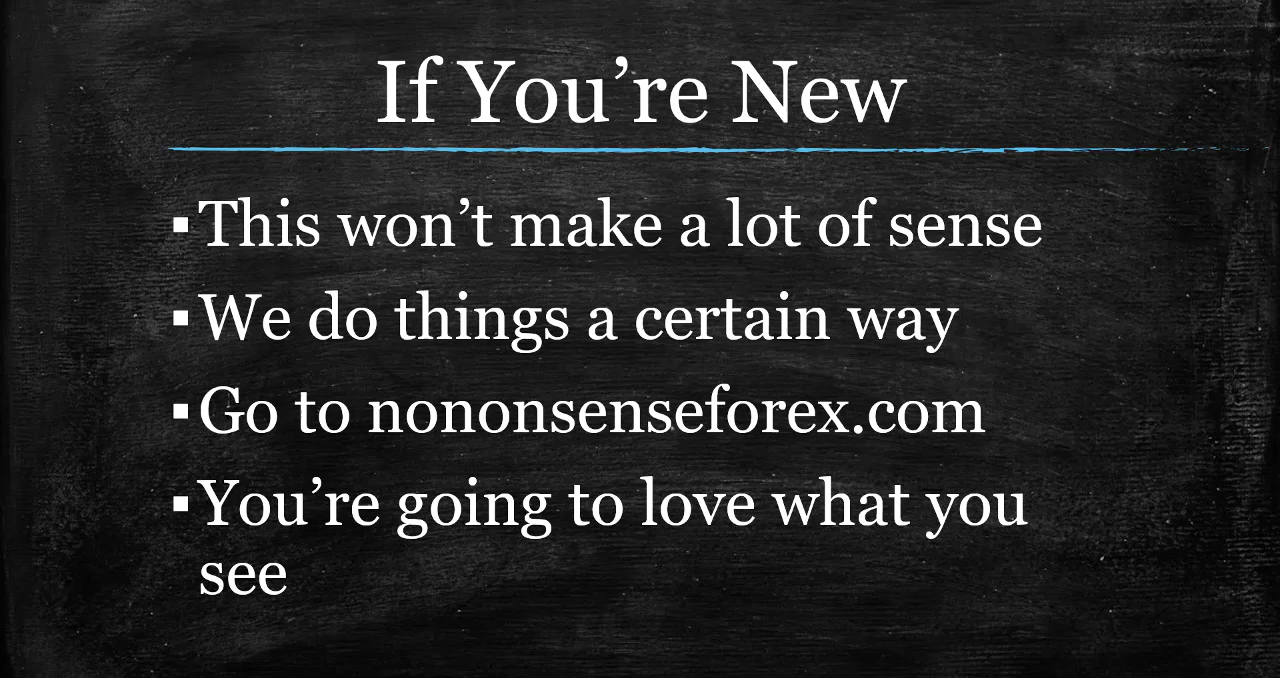 If You’re New
▪ This won’t make a lot of sense
▪ We do things a certain way
▪ Go to nononsenseforex.com
▪ You’re going to love what you
see